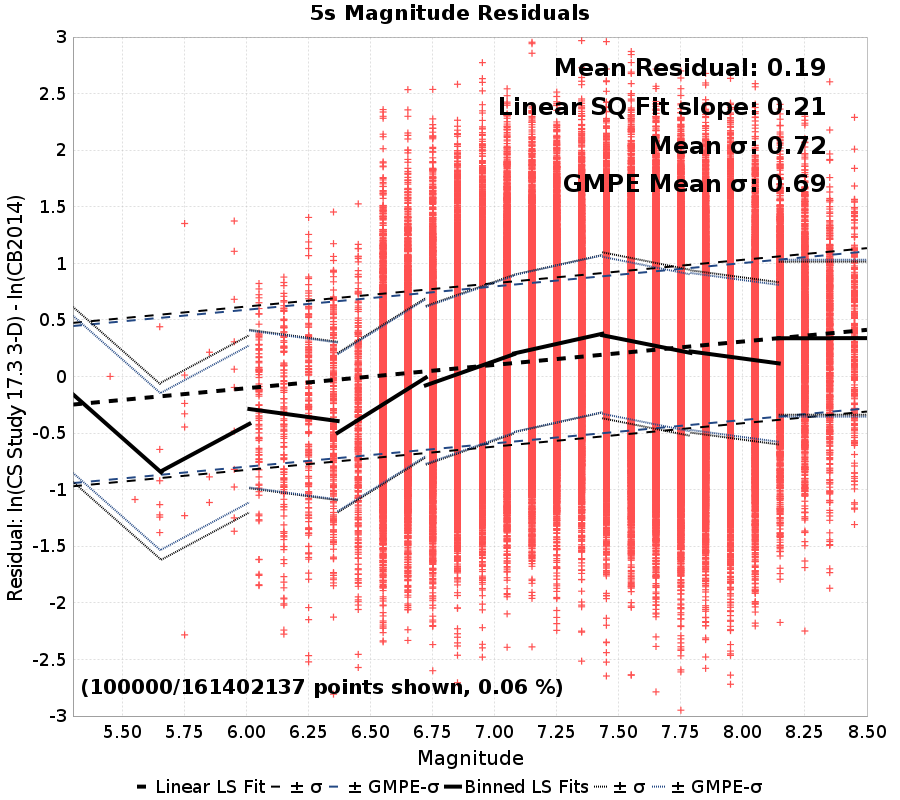 5s Magnitude Residuals
Residual: ln(CS Study 17.3 3-D) - ln(CB2014)
3
2.5
2
1.5
1
0.5
0
-0.5
-1
-1.5
-2
-2.5
-3
Mean Residual: 0.19
Linear SQ Fit slope: 0.21
Mean σ: 0.72
GMPE Mean σ: 0.69
(100000/161402137 points shown, 0.06 %)
5.50 5.75 6.00 6.25 6.50 6.75 7.00 7.25 7.50 7.75 8.00 8.25 8.50
Magnitude
Linear LS Fit ± σ ± GMPE-σ Binned LS Fits ± σ ± GMPE-σ